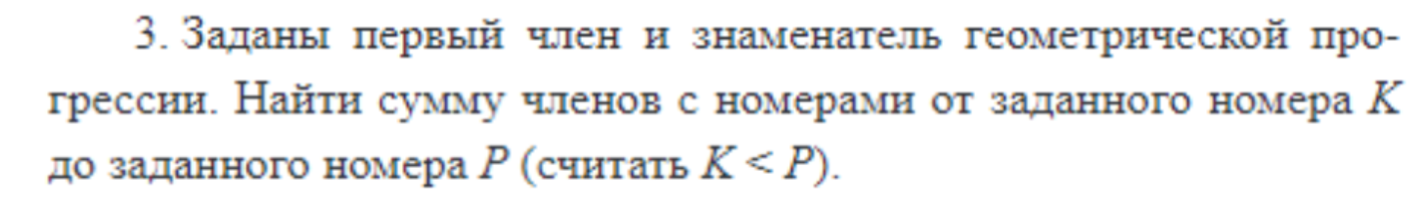 3. Заданы первый член и знаменатель геометрической про-
грессии. Найти сумму членов с номерами от заданного номера K
до заданного номера P (считать K < P).